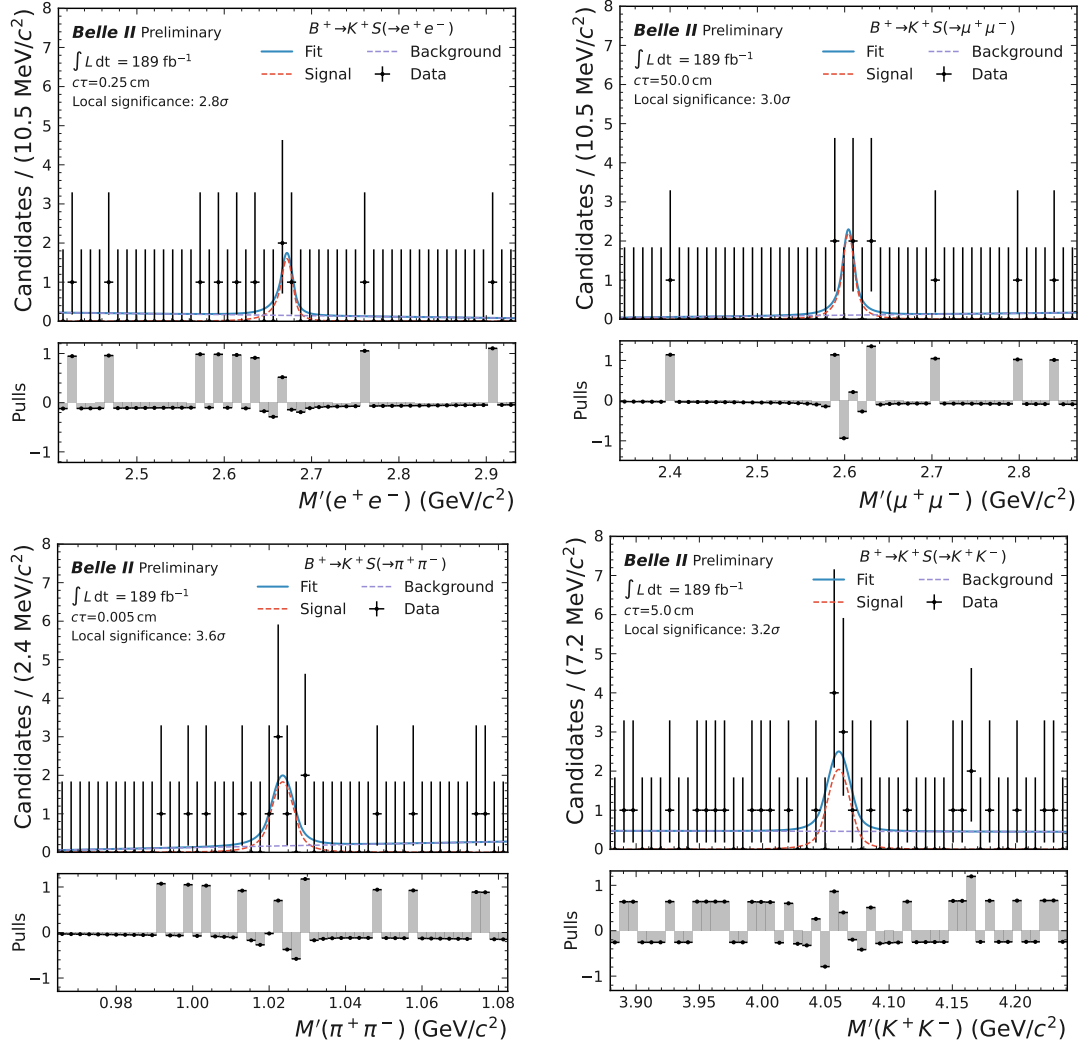 Belle II Preliminary
B⁺→K⁺S(→e⁺e⁻)
∫L dt = 189 fb⁻¹
cτ=0.25 cm
Local significance: 2.8σ
Fit
Signal
Background
Data
Candidates / (10.5 MeV/c²)
8
7
6
5
4
3
2
1
0
Pulls
1
0
−1
2.5
2.6
2.7
2.8
2.9
M′(e⁺e⁻) (GeV/c²)
Belle II Preliminary
B⁺→K⁺S(→μ⁺μ⁻)
∫L dt = 189 fb⁻¹
cτ=50.0 cm
Local significance: 3.0σ
Fit
Signal
Background
Data
Candidates / (10.5 MeV/c²)
8
7
6
5
4
3
2
1
0
Pulls
1
0
−1
2.4
2.5
2.6
2.7
2.8
M′(μ⁺μ⁻) (GeV/c²)
Belle II Preliminary
B⁺→K⁺S(→π⁺π⁻)
∫L dt = 189 fb⁻¹
cτ=0.005 cm
Local significance: 3.6σ
Fit
Signal
Background
Data
Candidates / (2.4 MeV/c²)
8
7
6
5
4
3
2
1
0
Pulls
1
0
−1
0.98
1.00
1.02
1.04
1.06
1.08
M′(π⁺π⁻) (GeV/c²)
Belle II Preliminary
B⁺→K⁺S(→K⁺K⁻)
∫L dt = 189 fb⁻¹
cτ=5.0 cm
Local significance: 3.2σ
Fit
Signal
Background
Data
Candidates / (7.2 MeV/c²)
8
7
6
5
4
3
2
1
0
Pulls
1
0
−1
3.90
3.95
4.00
4.05
4.10
4.15
4.20
M′(K⁺K⁻) (GeV/c²)